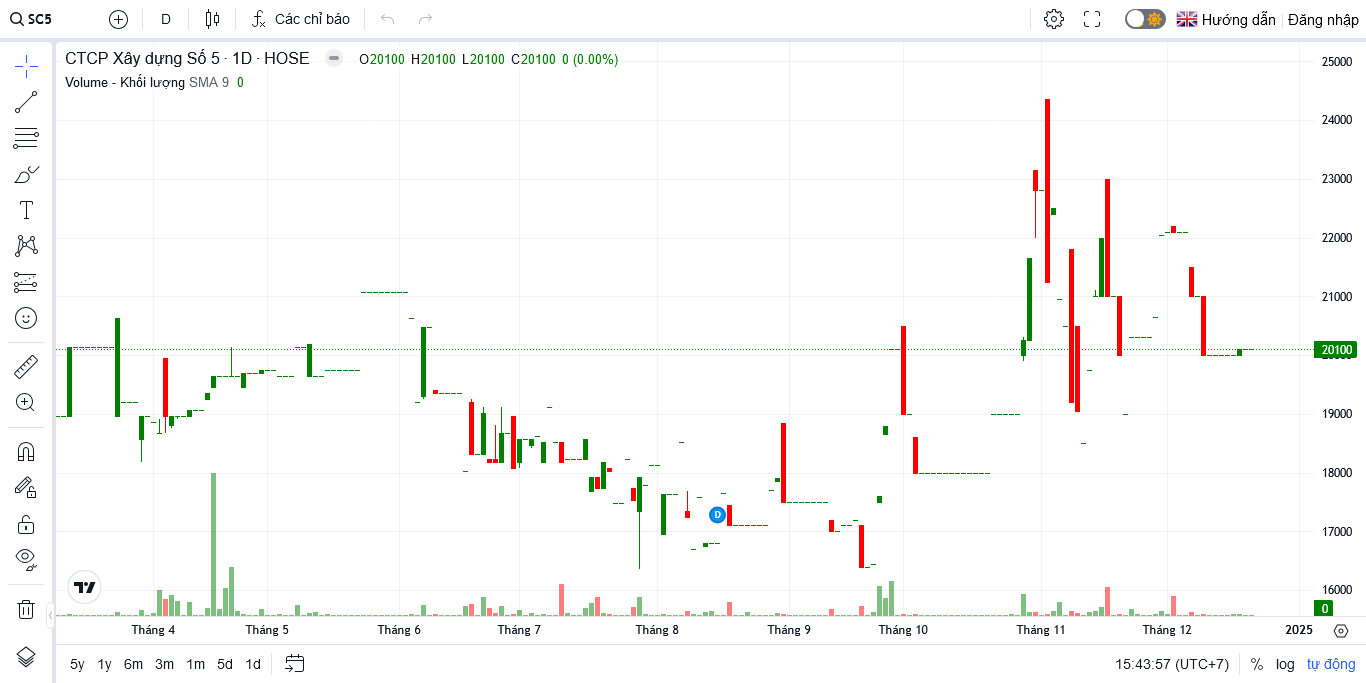 SC5 D Các chỉ báo Hướng dẫn Đăng nhập
CTCP Xây dựng Số 5 · 1D · HOSE O20100 H20100 L20100 C20100 0 (0.00%)
Volume - Khối lượng SMA 9 0
25000
24000
23000
22000
21000
20100
19000
18000
17000
D
16000
0
Tháng 4 Tháng 5 Tháng 6 Tháng 7 Tháng 8 Tháng 9 Tháng 10 Tháng 11 Tháng 12 2025
5y 1y 6m 3m 1m 5d 1d 15:43:57 (UTC+7) % log tự động